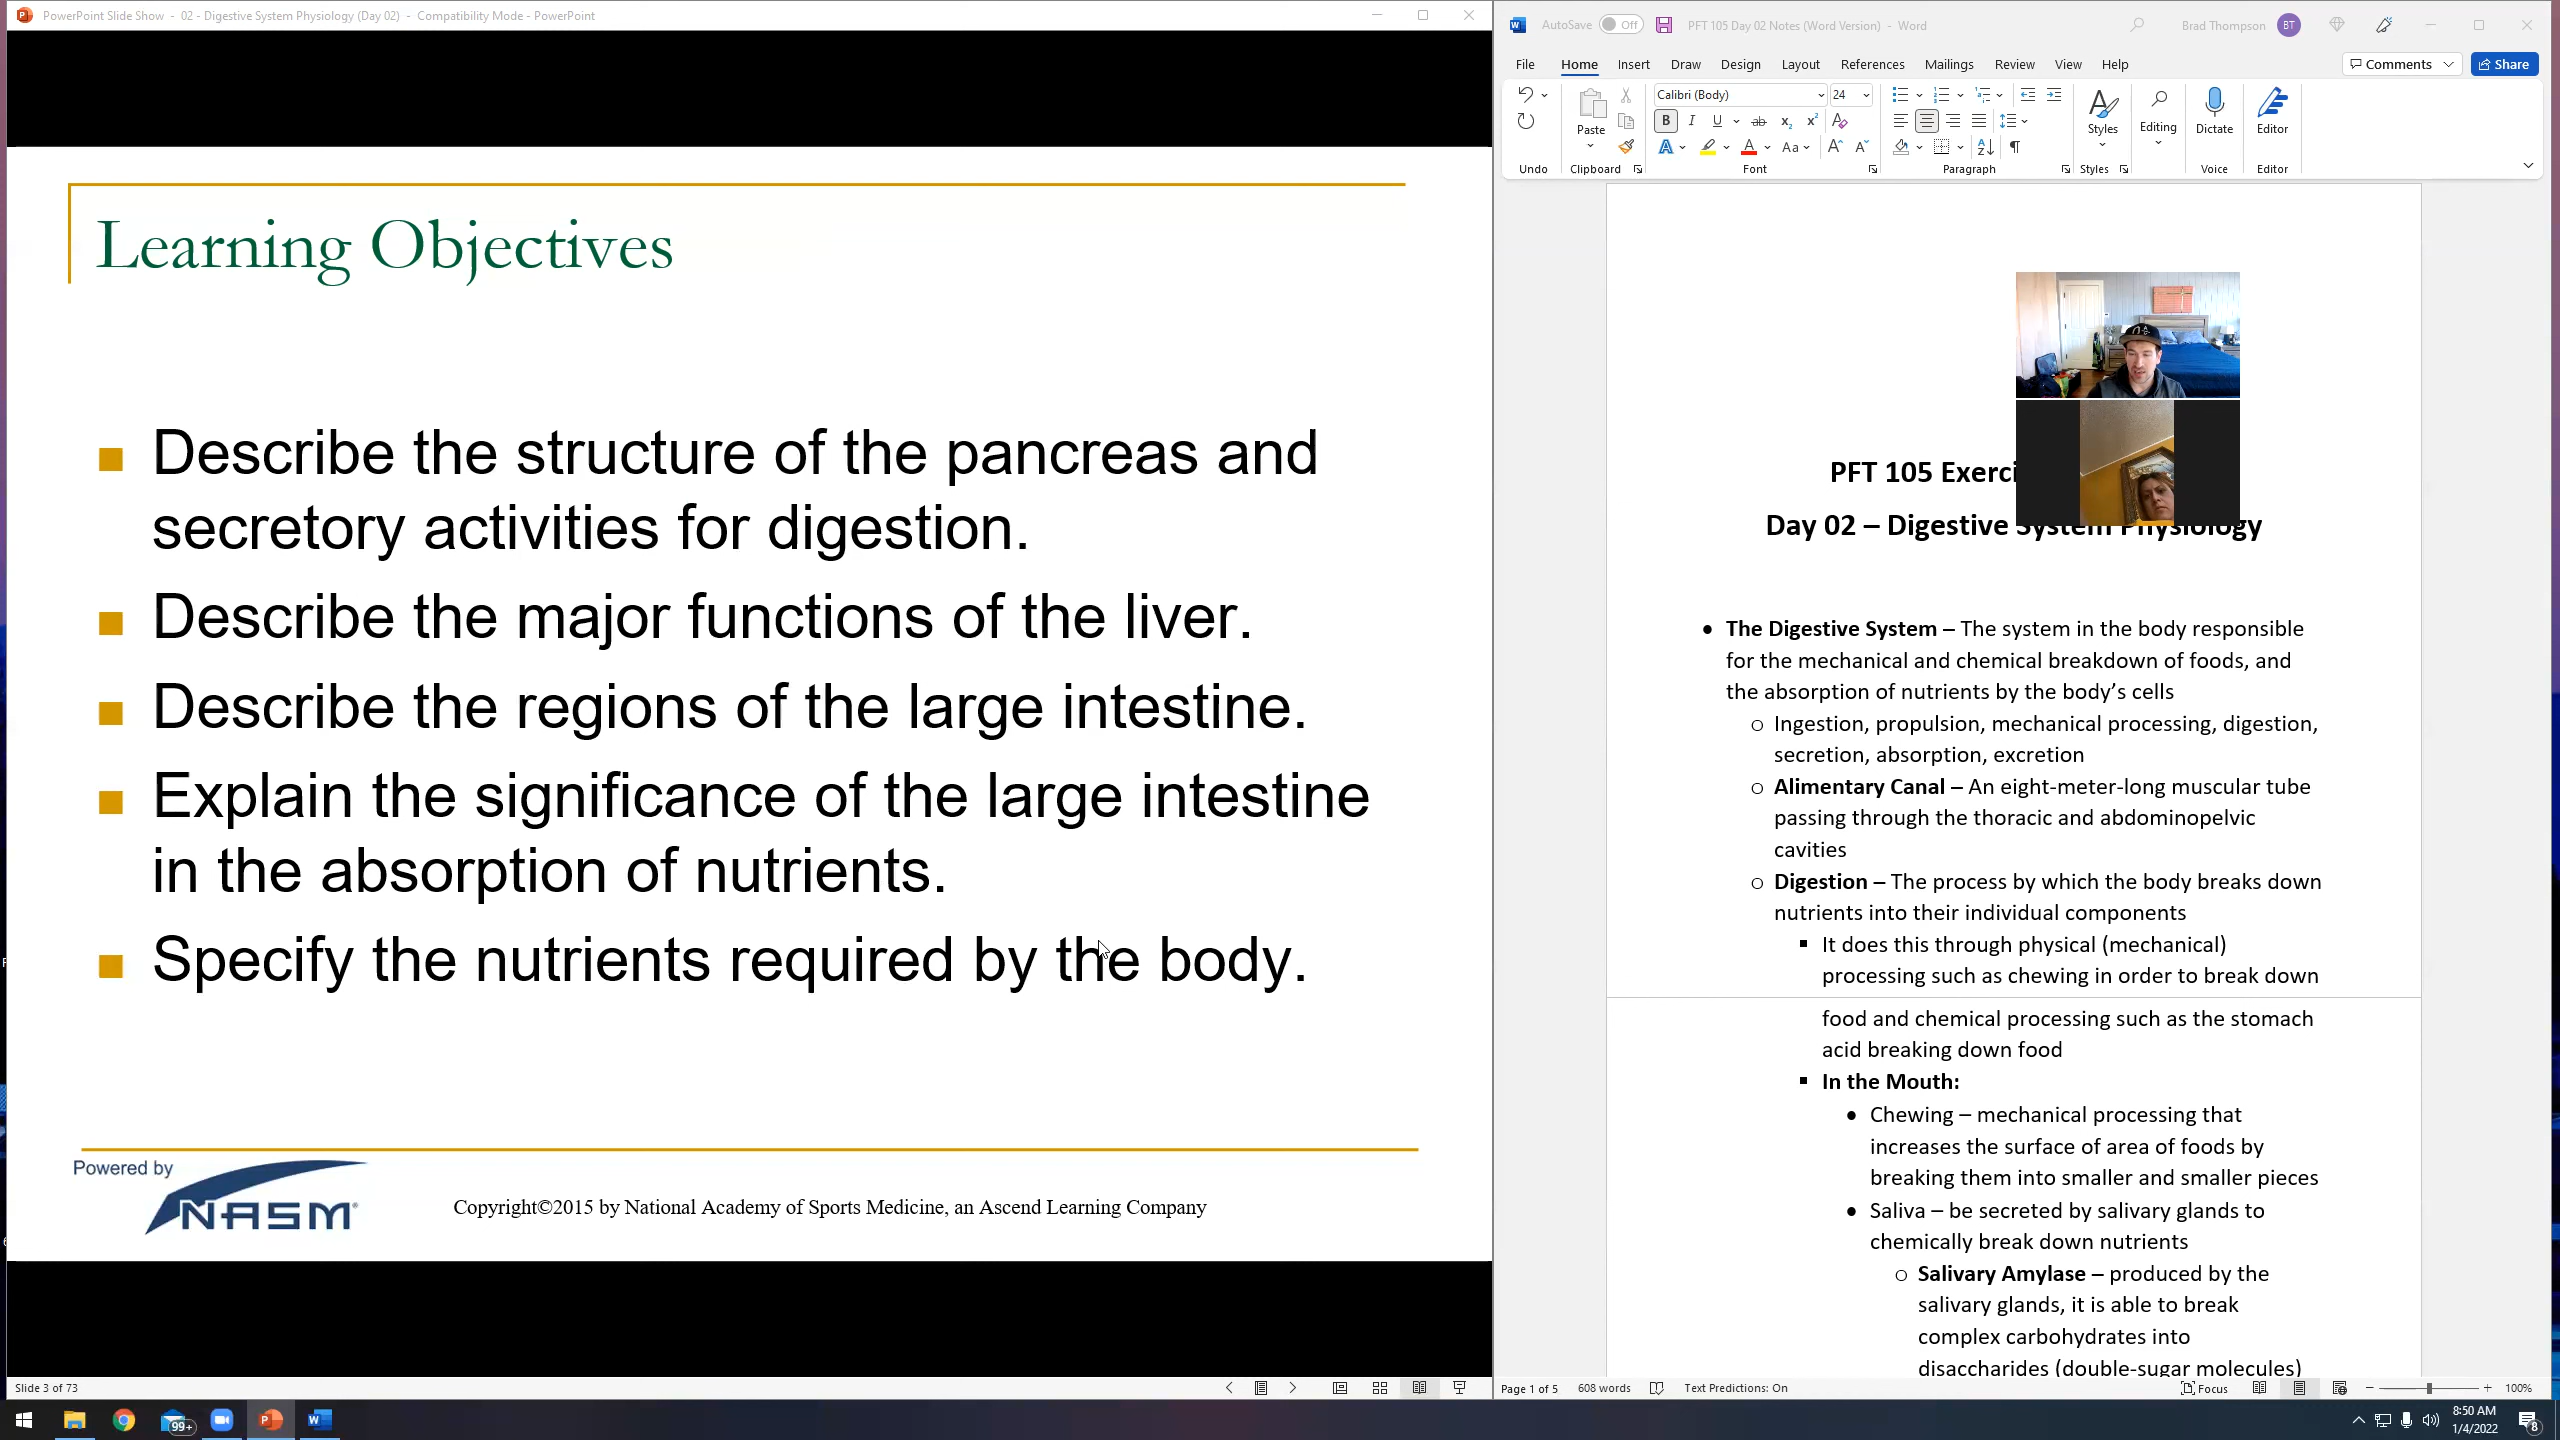 PowerPoint Slide Show - 02 - Digestive System Physiology (Day 02) - Compatibility Mode - PowerPoint
Learning Objectives
Describe the structure of the pancreas and
secretory activities for digestion.
Describe the major functions of the liver.
Describe the regions of the large intestine.
Explain the significance of the large intestine
in the absorption of nutrients.
Specify the nutrients required by the body.
Powered by
NASM
Copyright©2015 by National Academy of Sports Medicine, an Ascend Learning Company
Slide 3 of 73
AutoSave Off PFT 105 Day 02 Notes (Word Version) - Word Brad Thompson BT
File Home Insert Draw Design Layout References Mailings Review View Help Comments Share
Calibri (Body) 24
Paste Styles Editing Dictate Editor
Undo Clipboard Font Paragraph Styles Voice Editor
PFT 105
Day 02 – Digestive System Physiology
The Digestive System – The system in the body responsible
for the mechanical and chemical breakdown of foods, and
the absorption of nutrients by the body’s cells
Ingestion, propulsion, mechanical processing, digestion,
secretion, absorption, excretion
Alimentary Canal – An eight-meter-long muscular tube
passing through the thoracic and abdominopelvic
cavities
Digestion – The process by which the body breaks down
nutrients into their individual components
It does this through physical (mechanical)
processing such as chewing in order to break down
food and chemical processing such as the stomach
acid breaking down food
In the Mouth:
Chewing – mechanical processing that
increases the surface of area of foods by
breaking them into smaller and smaller pieces
Saliva – be secreted by salivary glands to
chemically break down nutrients
Salivary Amylase – produced by the
salivary glands, it is able to break
complex carbohydrates into
disaccharides (double-sugar molecules)
Page 1 of 5 608 words Text Predictions: On Focus 100%
99+
8:50 AM
1/4/2022
8